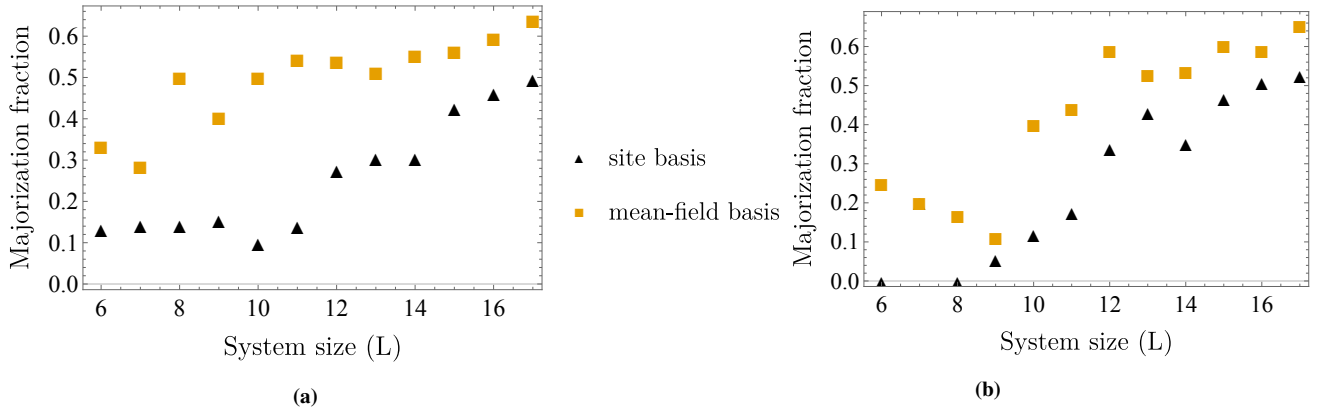 Majorization fraction
0.6
0.5
0.4
0.3
0.2
0.1
0.0
6 8 10 12 14 16
System size (L)
(a)
site basis
mean-field basis
Majorization fraction
0.6
0.5
0.4
0.3
0.2
0.1
0.0
6 8 10 12 14 16
System size (L)
(b)